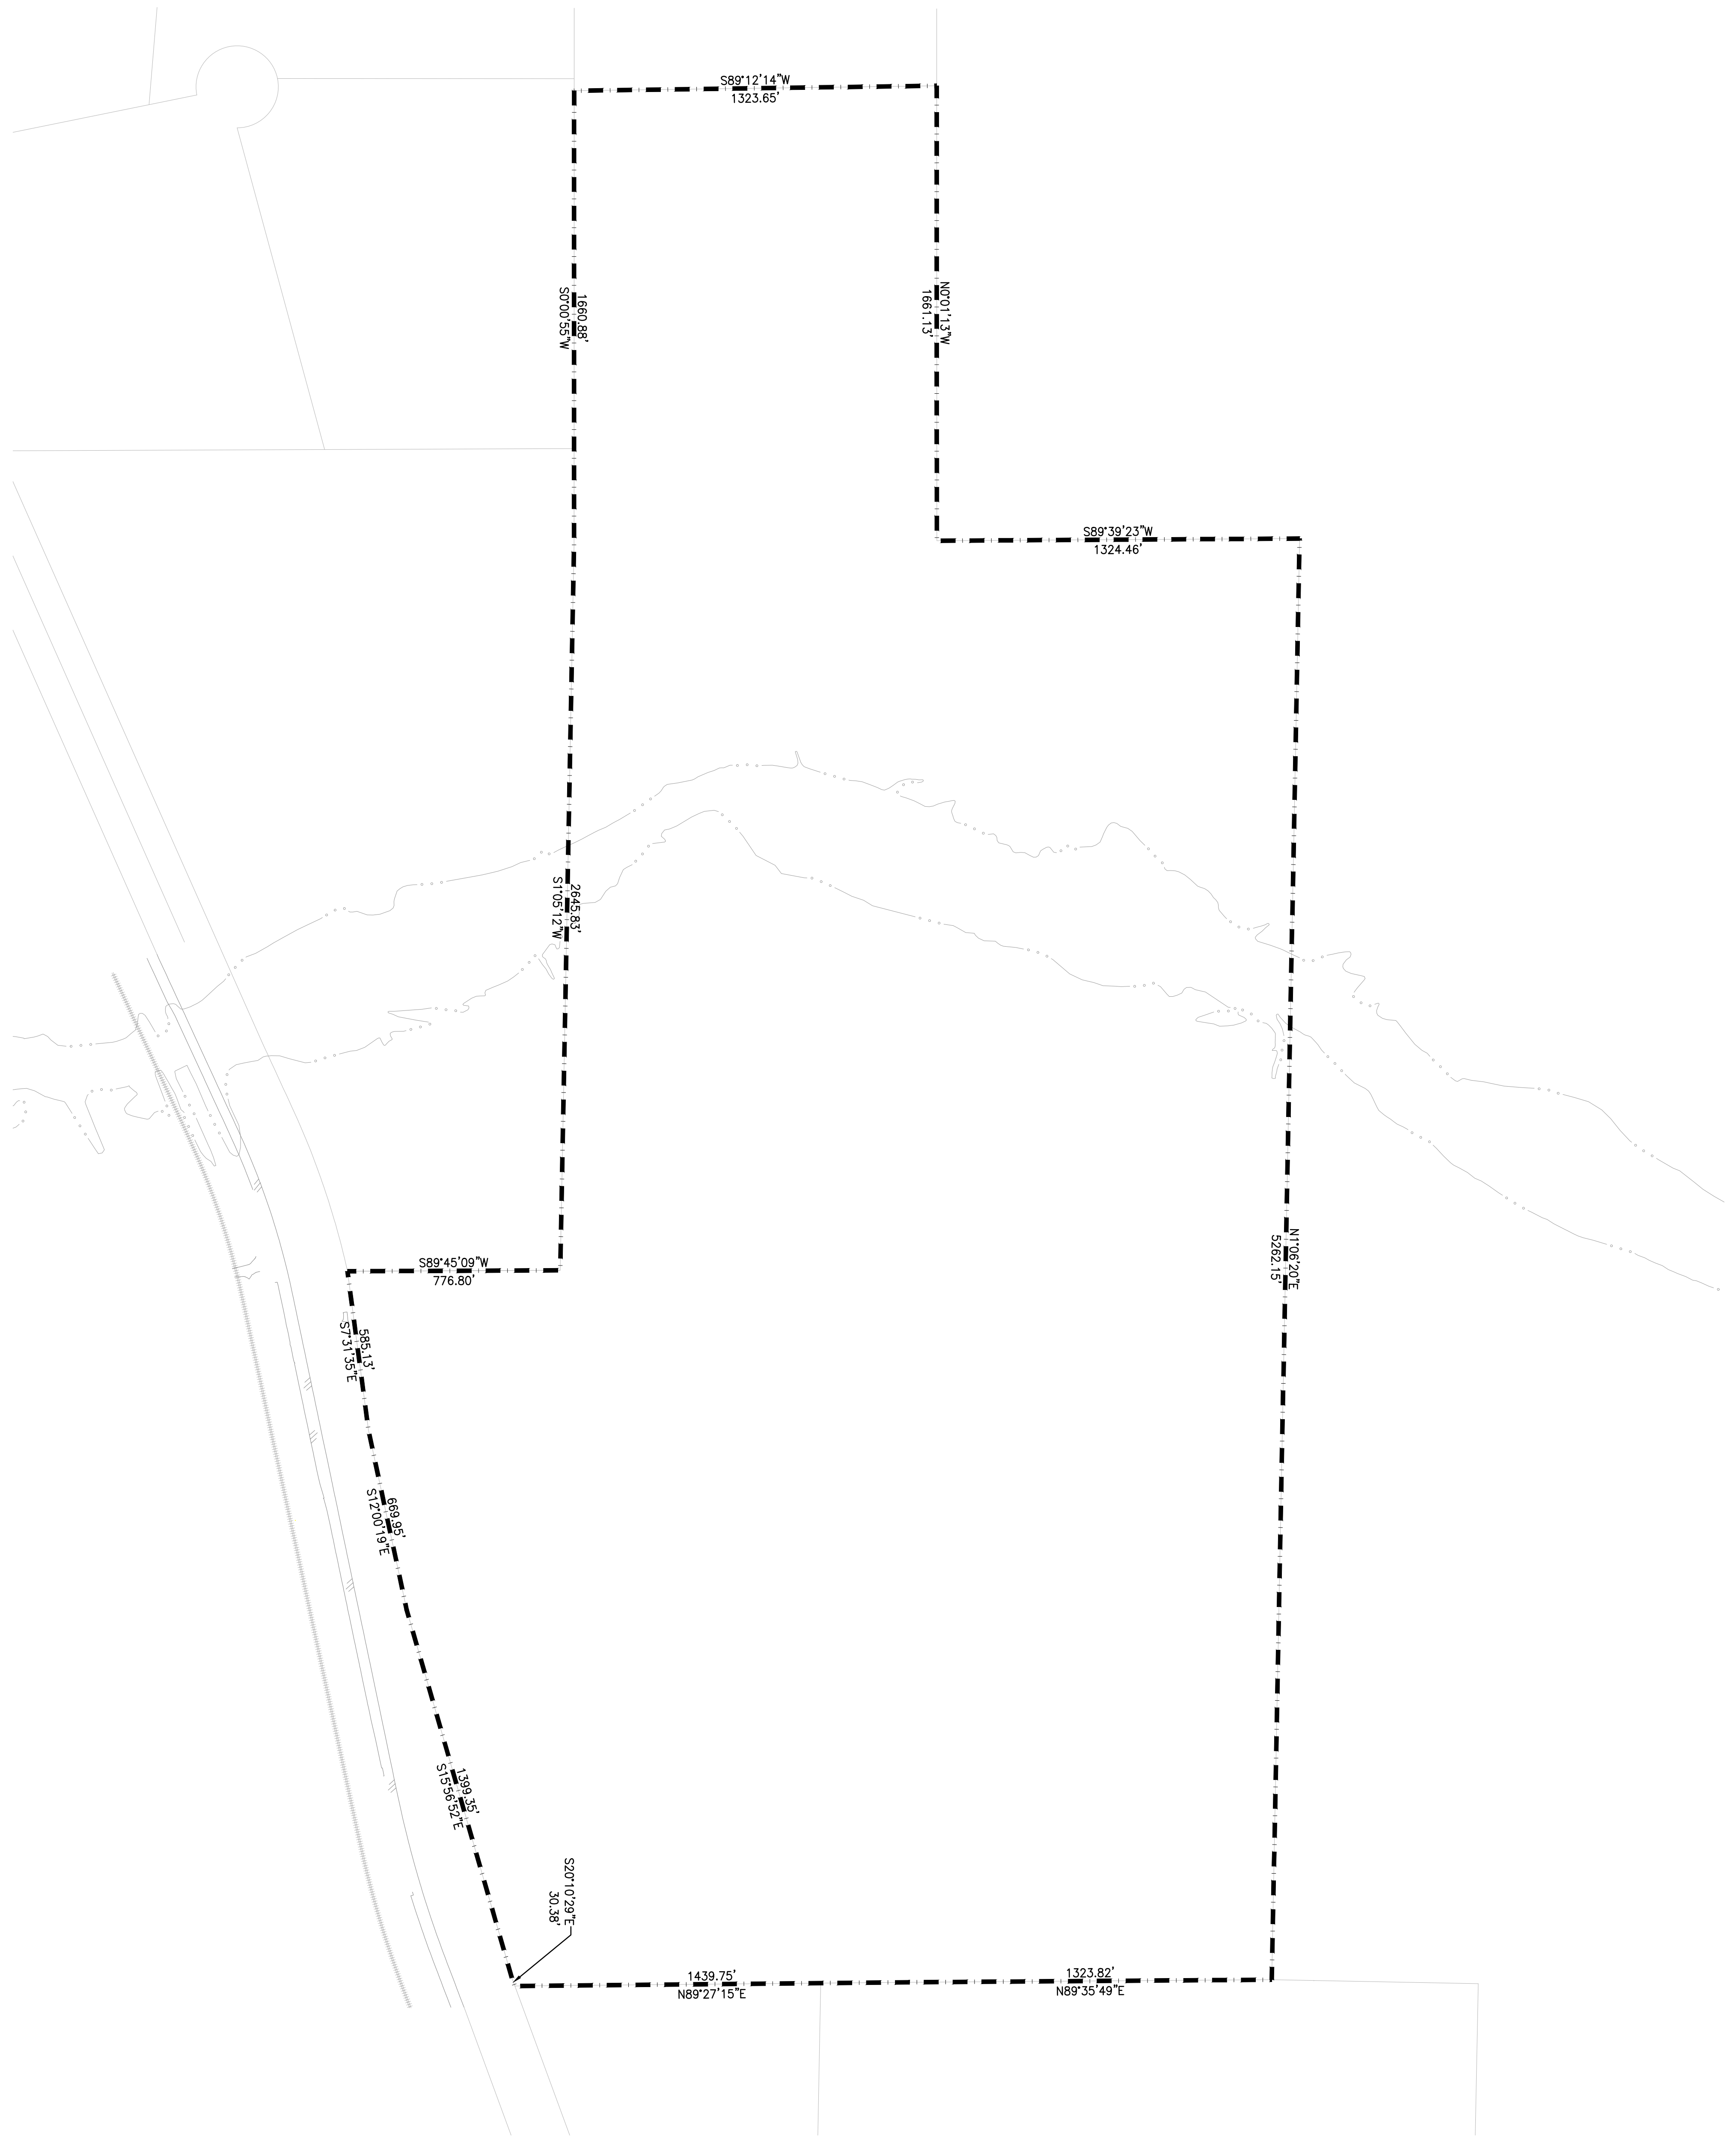 S89°12'14"W
1323.65'
1660.88'
S0°00'55"W
N0°01'13"W
1661.13'
S89°39'23"W
1324.46'
2645.83'
S1°05'12"W
N1°06'20"E
5262.15'
S89°45'09"W
776.80'
585.13'
S7°31'35"E
669.95'
S12°00'19"E
1399.35'
S15°56'52"E
S20°10'29"E
30.38'
1439.75'
N89°27'15"E
1323.82'
N89°35'49"E